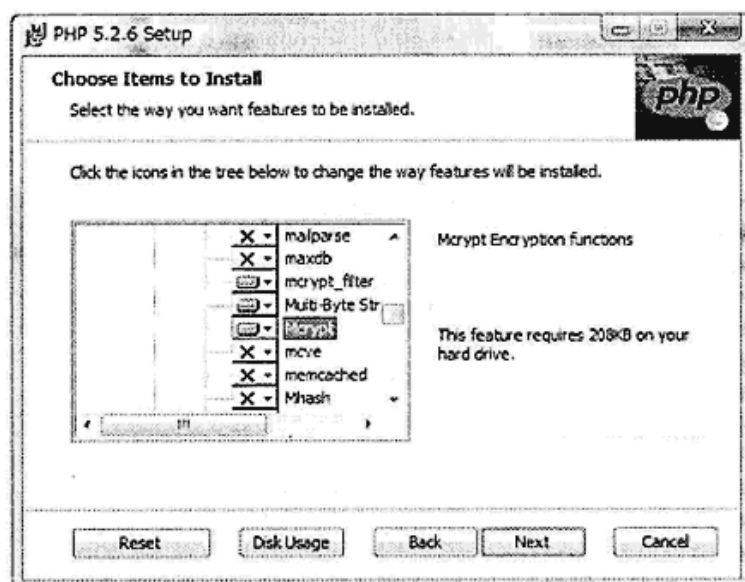 PHP 5.2.6 Setup
Choose Items to Install
Select the way you want features to be installed.
php
Click the icons in the tree below to change the way features will be installed.
mailparse
maxdb
mcrypt_filter
Multi-Byte Str
Mcrypt
mcve
memcached
Mhash
Mcrypt Encryption functions
This feature requires 208KB on your
hard drive.
Reset
Disk Usage
Back
Next
Cancel